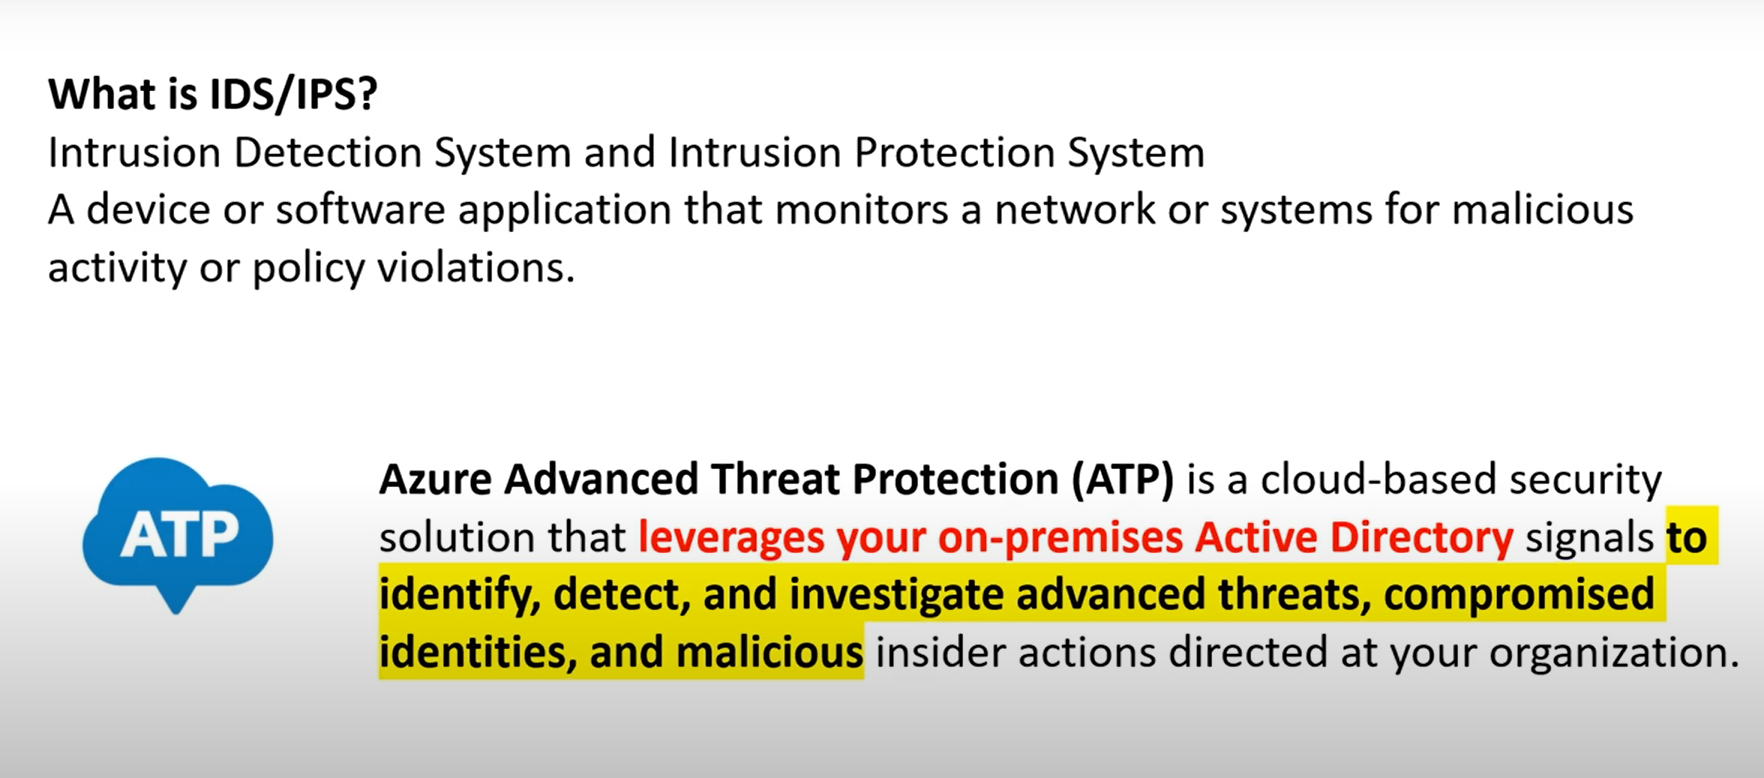 What is IDS/IPS?
Intrusion Detection System and Intrusion Protection System
A device or software application that monitors a network or systems for malicious
activity or policy violations.
ATP
Azure Advanced Threat Protection (ATP) is a cloud-based security
solution that leverages your on-premises Active Directory signals to
identify, detect, and investigate advanced threats, compromised
identities, and malicious insider actions directed at your organization.